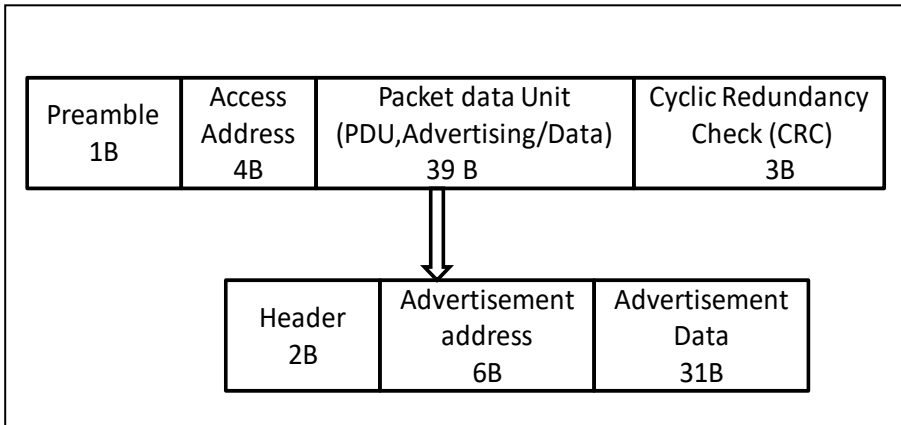 Preamble
1B
Access
Address
4B
Packet data Unit
(PDU,Advertising/Data)
39 B
Cyclic Redundancy
Check (CRC)
3B
Header
2B
Advertisement
address
6B
Advertisement
Data
31B